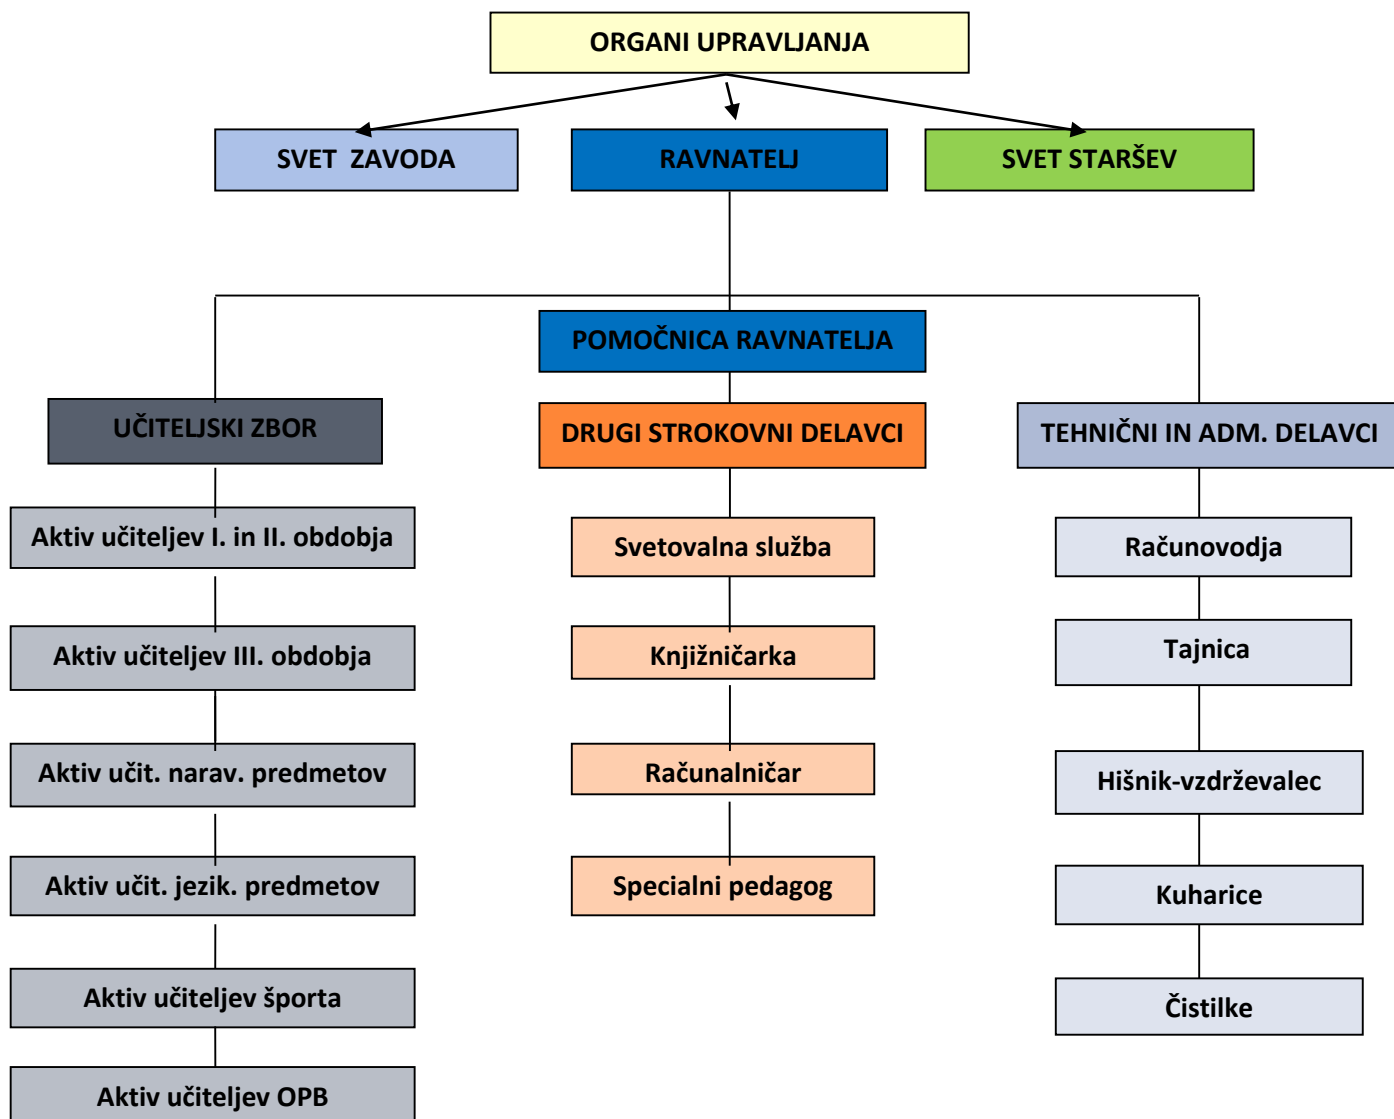 ORGANI UPRAVLJANJA
SVET ZAVODA
RAVNATELJ
SVET STARŠEV
POMOČNICA RAVNATELJA
UČITELJSKI ZBOR
DRUGI STROKOVNI DELAVCI
TEHNIČNI IN ADM. DELAVCI
Aktiv učiteljev I. in II. obdobja
Aktiv učiteljev III. obdobja
Aktiv učit. narav. predmetov
Aktiv učit. jezik. predmetov
Aktiv učiteljev športa
Aktiv učiteljev OPB
Svetovalna služba
Knjižničarka
Računalničar
Specialni pedagog
Računovodja
Tajnica
Hišnik-vzdrževalec
Kuharice
Čistilke